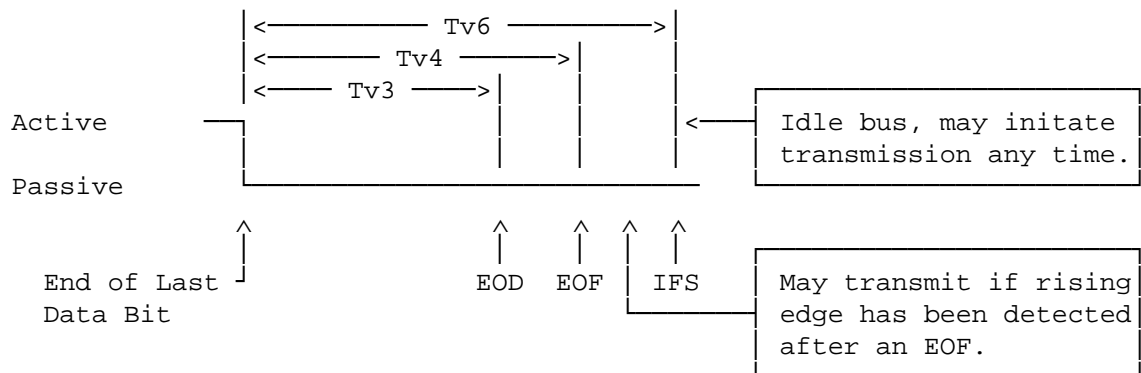 Tv6
Tv4
Tv3
Active
Idle bus, may initate
transmission any time.
Passive
End of Last
Data Bit
EOD EOF IFS
May transmit if rising
edge has been detected
after an EOF.